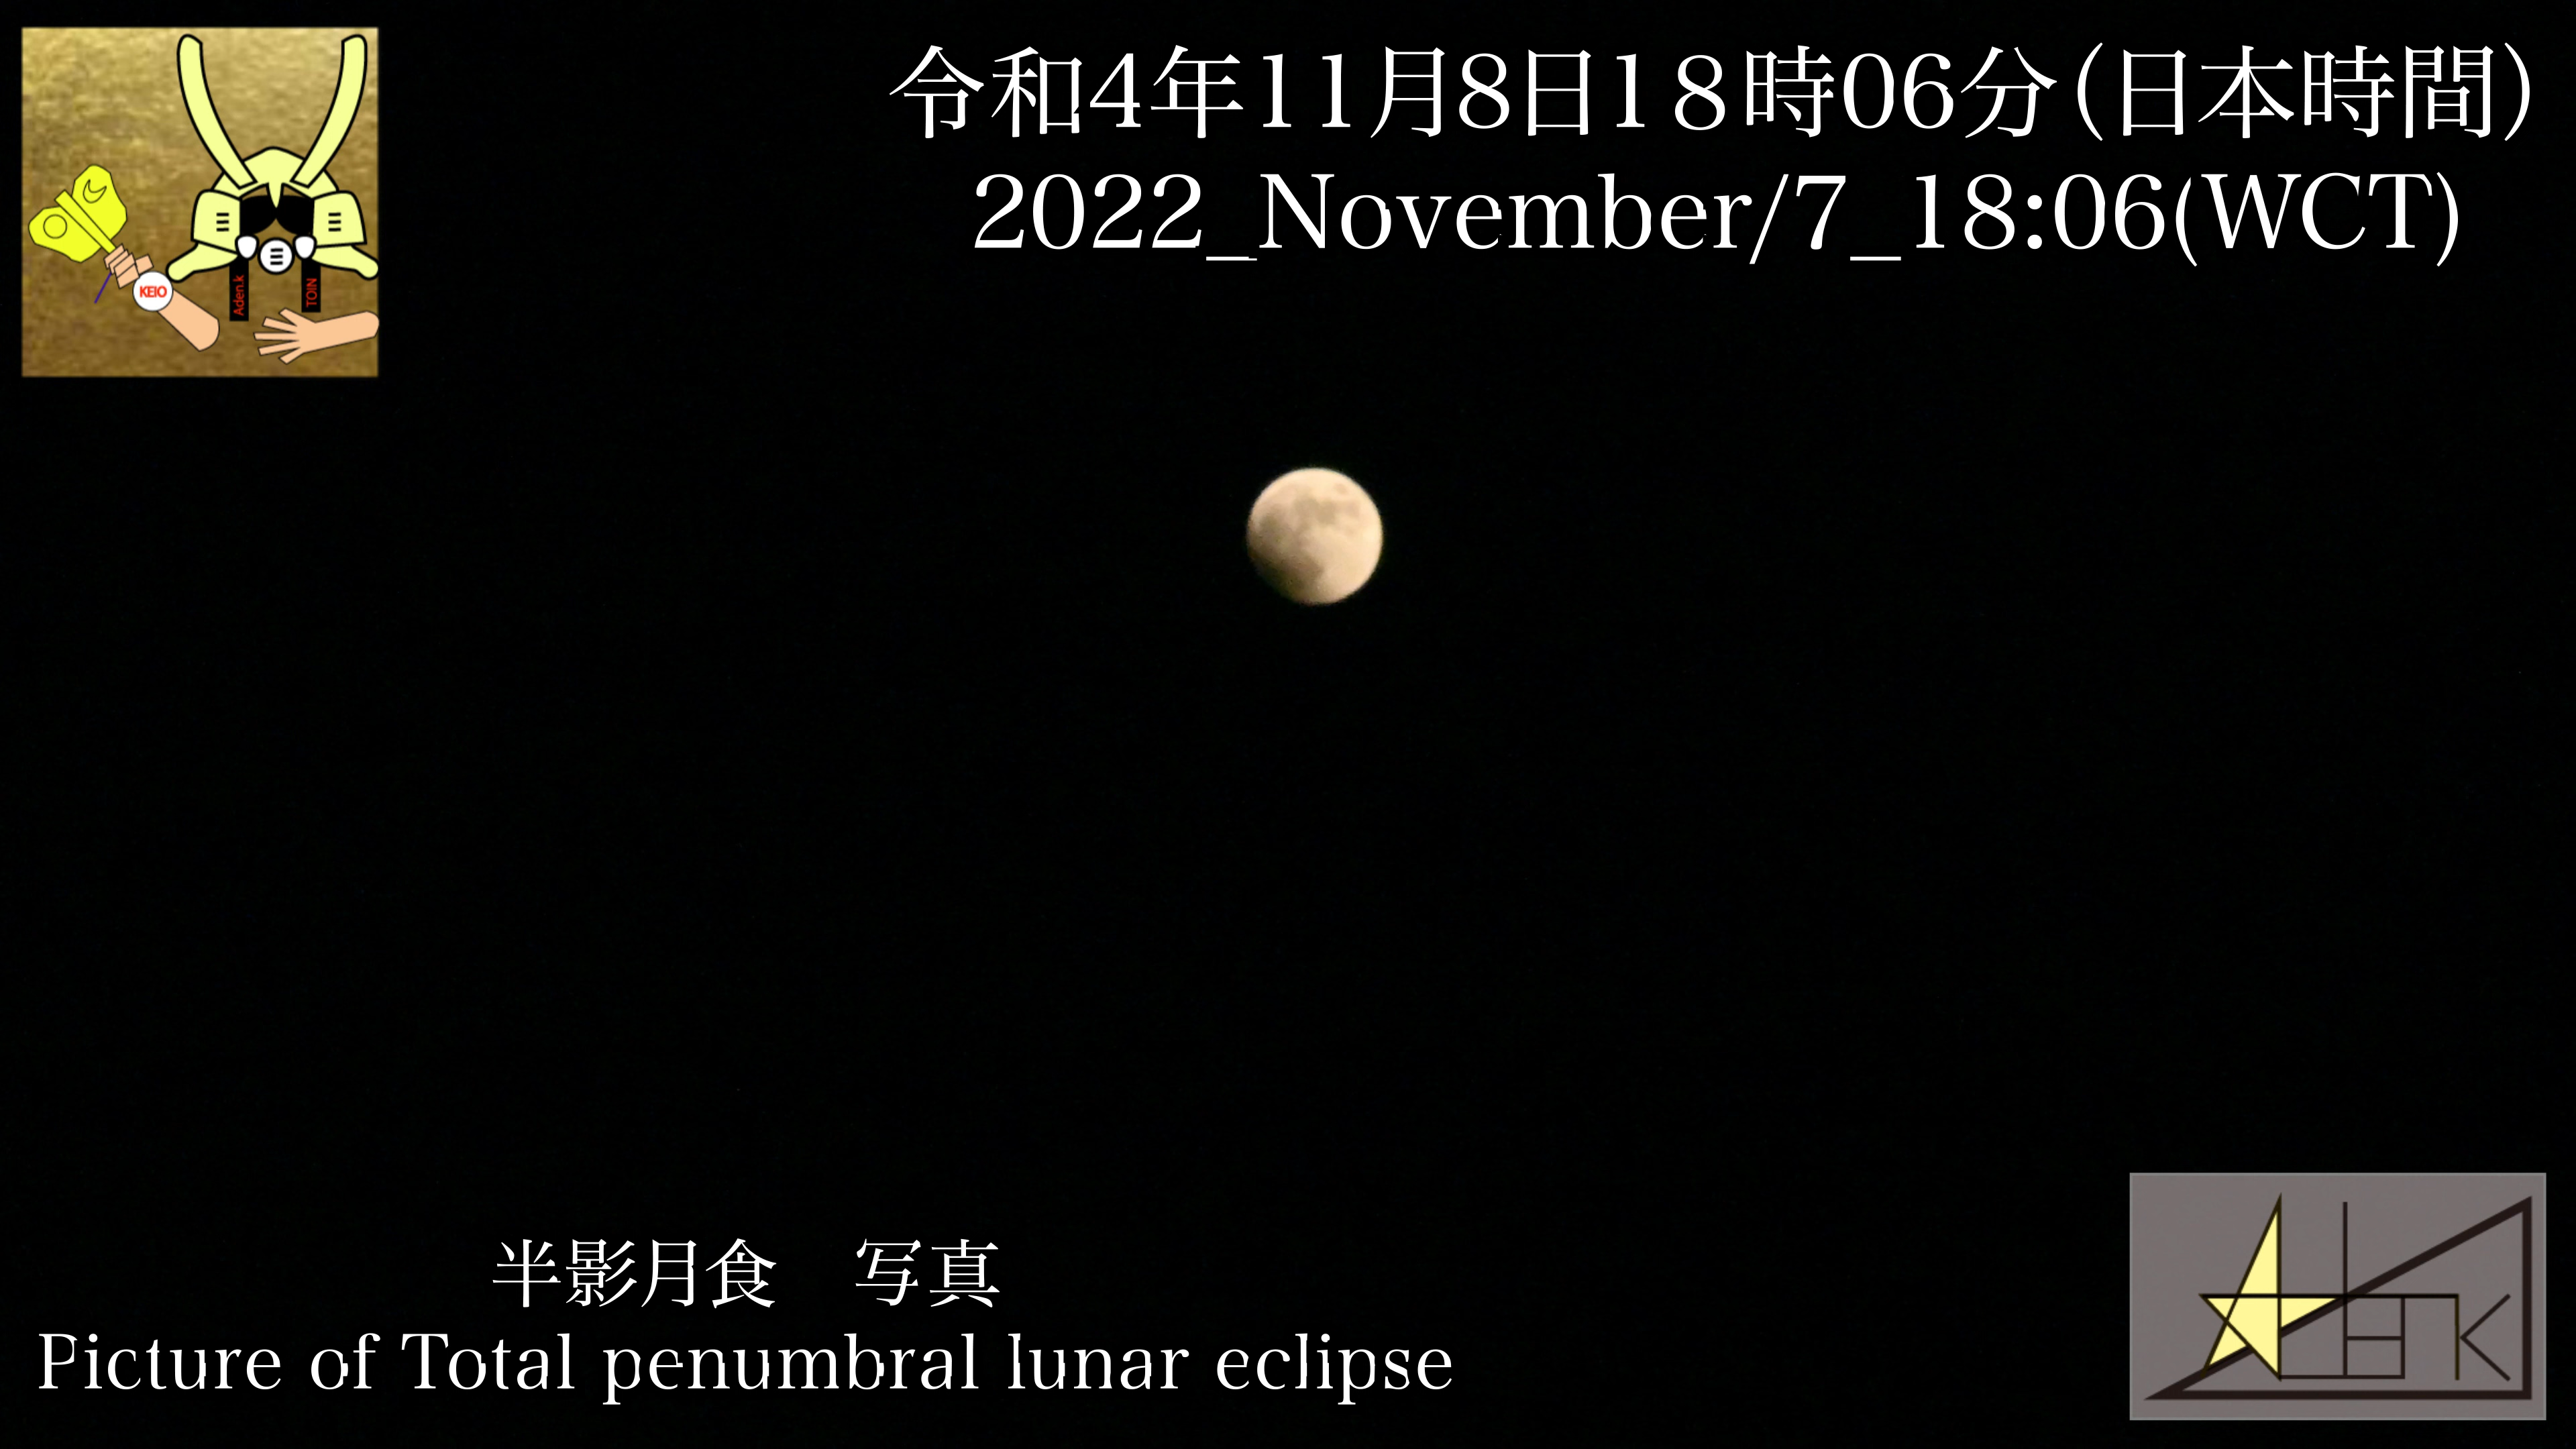 令和4年11月8日18時06分(日本時間)
2022_November/7_18:06(WCT)
KEIO
Aden.k
TOIN
半影月食　写真
Picture of Total penumbral lunar eclipse